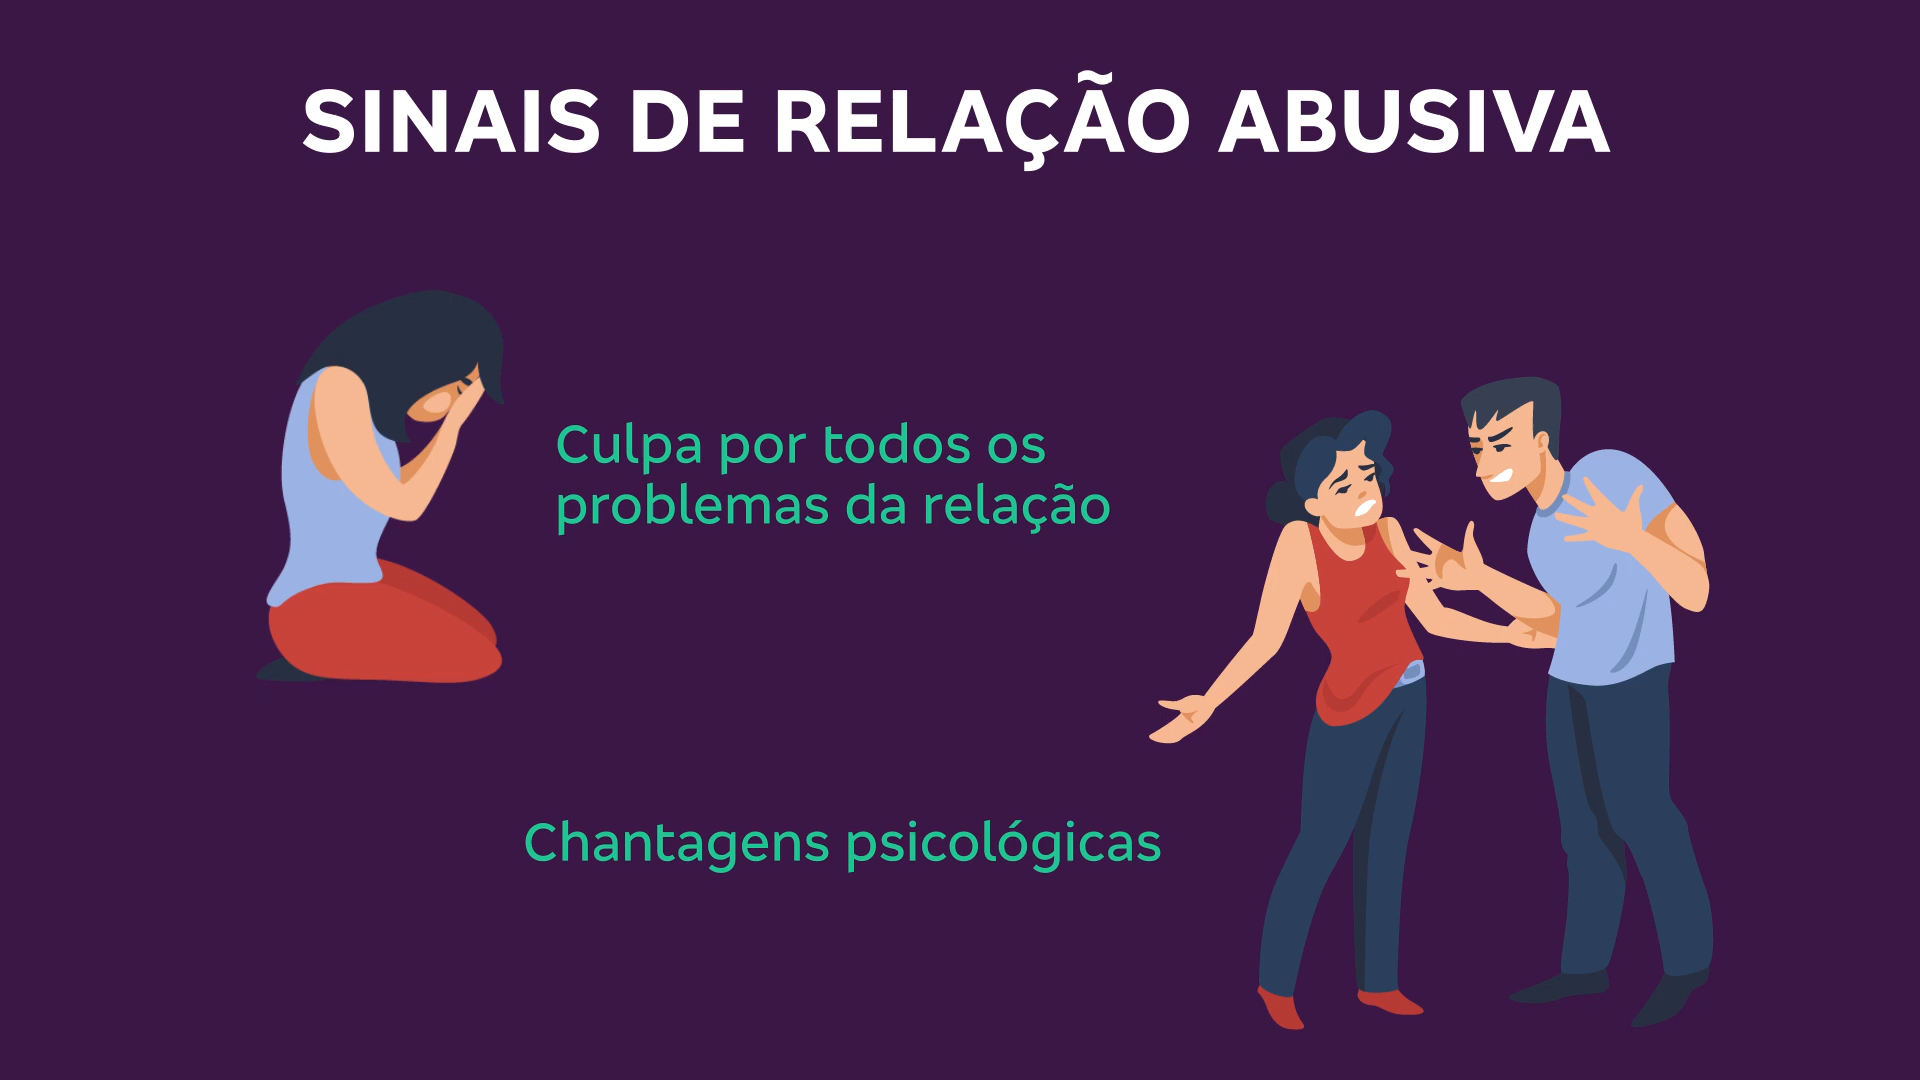 SINAIS DE RELAÇÃO ABUSIVA
Culpa por todos os
problemas da relação
Chantagens psicológicas